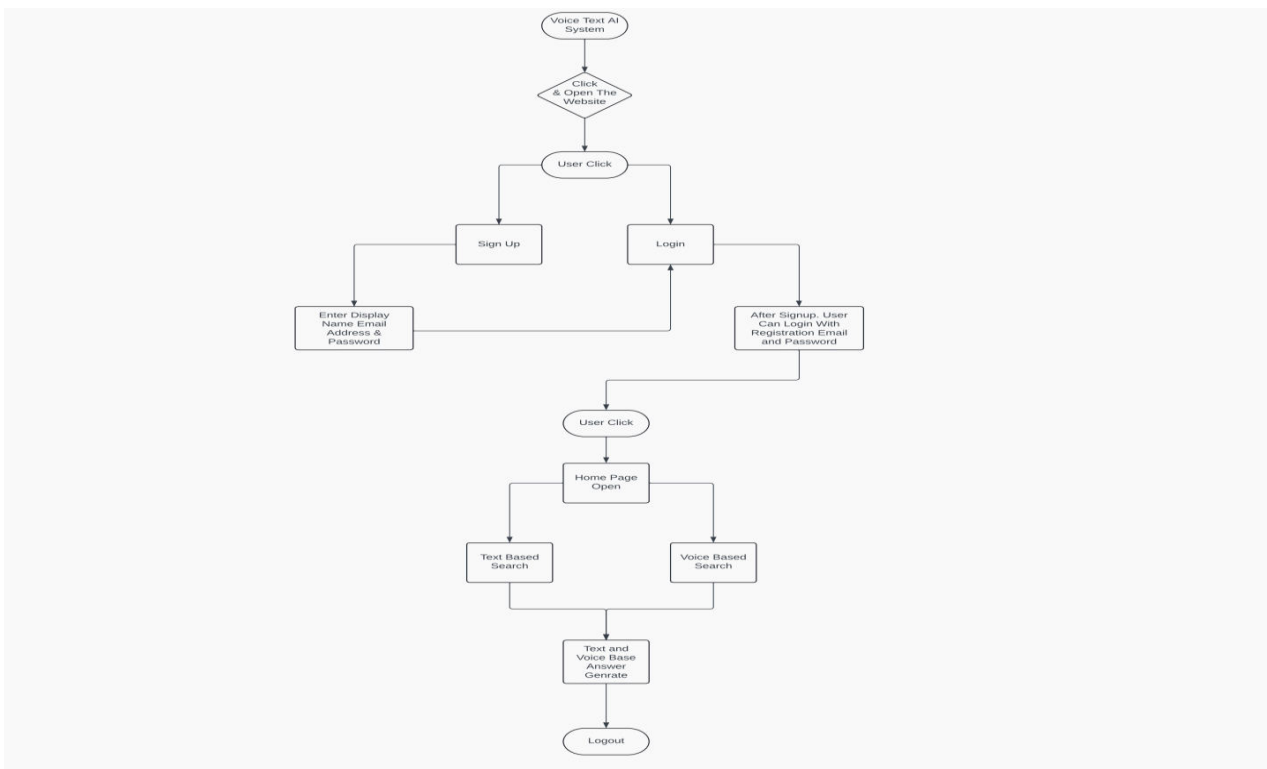 Voice Text AI
System
Click
& Open The
Website
User Click
Sign Up
Login
Enter Display
Name Email
Address &
Password
After Signup. User
Can Login With
Registration Email
and Password
User Click
Home Page
Open
Text Based
Search
Voice Based
Search
Text and
Voice Base
Answer
Genrate
Logout